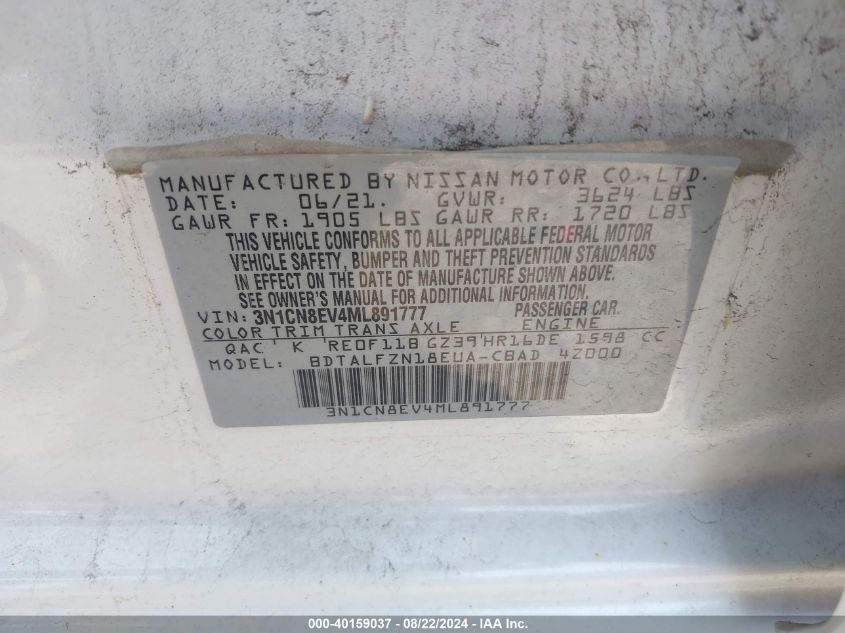 MANUFACTURED BY NISSAN MOTOR CO., LTD.
DATE: 06/21. GVWR: 3624 LBS
GAWR FR: 1905 LBS GAWR RR: 1720 LBS
THIS VEHICLE CONFORMS TO ALL APPLICABLE FEDERAL MOTOR
VEHICLE SAFETY, BUMPER AND THEFT PREVENTION STANDARDS
IN EFFECT ON THE DATE OF MANUFACTURE SHOWN ABOVE.
SEE OWNER'S MANUAL FOR ADDITIONAL INFORMATION.
VIN: 3N1CN8EV4ML891777 PASSENGER CAR.
COLOR TRIM TRANS AXLE ENGINE
QAC' K 'RE0F11B GZ39'HR16DE 1598 CC
MODEL: BDTALFZN18EUA-CBAD 4Z000
3N1CN8EV4ML891777
000-40159037 - 08/22/2024 - IAA Inc.